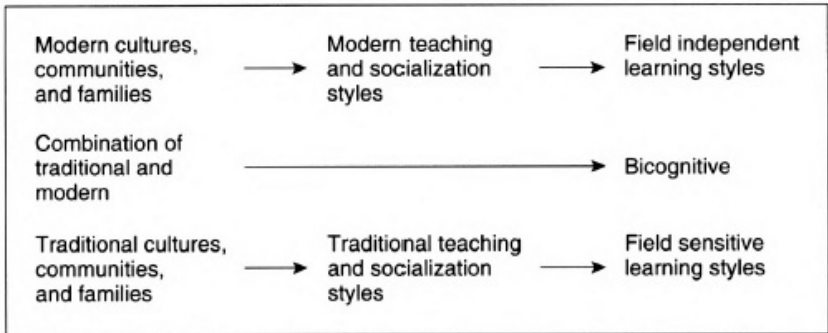 Modern cultures,
communities,
and families
Modern teaching
and socialization
styles
Field independent
learning styles
Combination of
traditional and
modern
Bicognitive
Traditional cultures,
communities,
and families
Traditional teaching
and socialization
styles
Field sensitive
learning styles